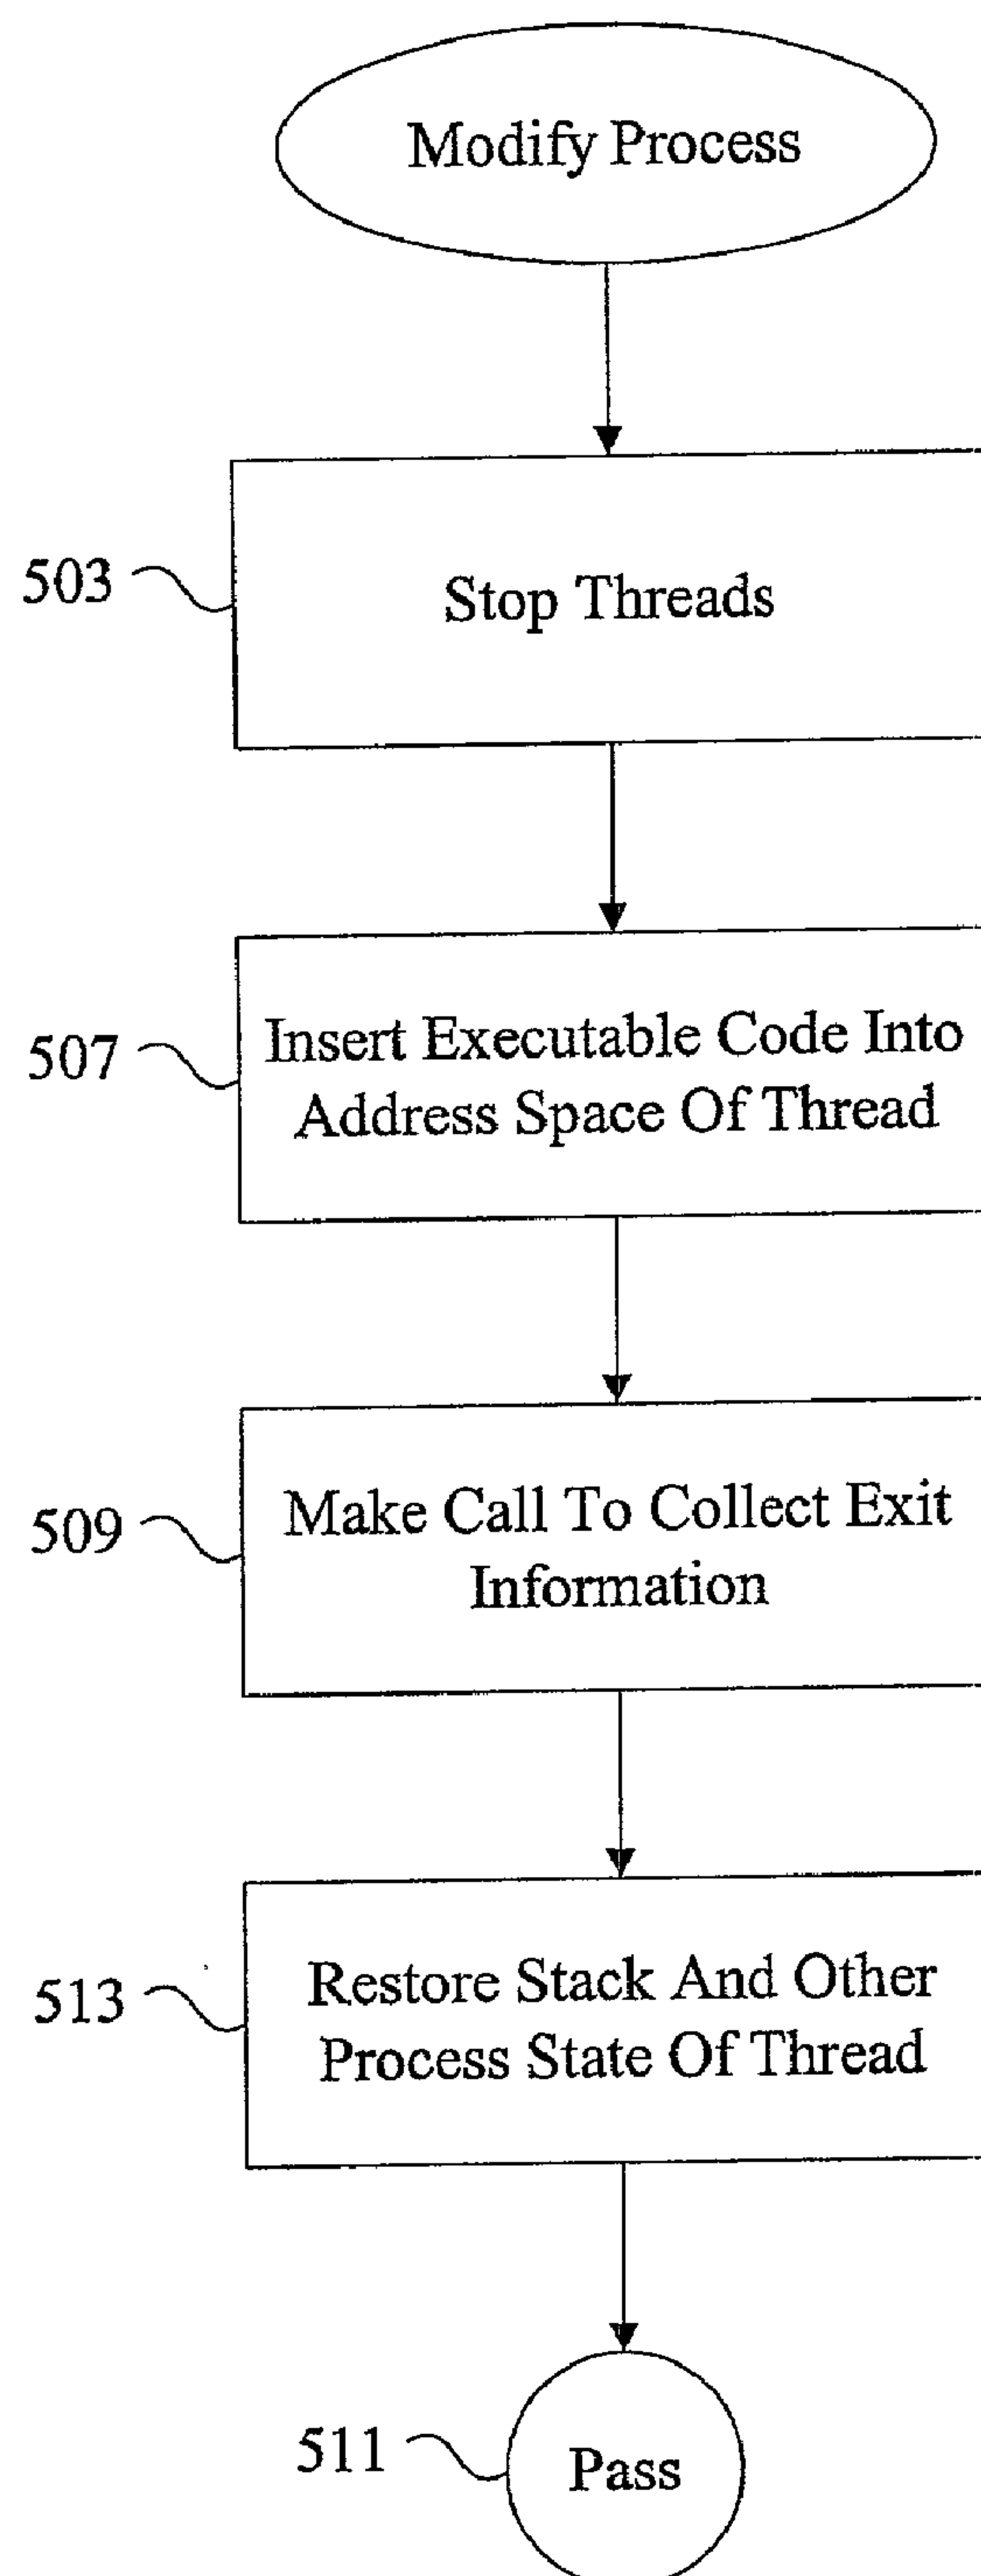 Modify Process
503
Stop Threads
507
Insert Executable Code Into
Address Space Of Thread
509
Make Call To Collect Exit
Information
513
Restore Stack And Other
Process State Of Thread
511
Pass